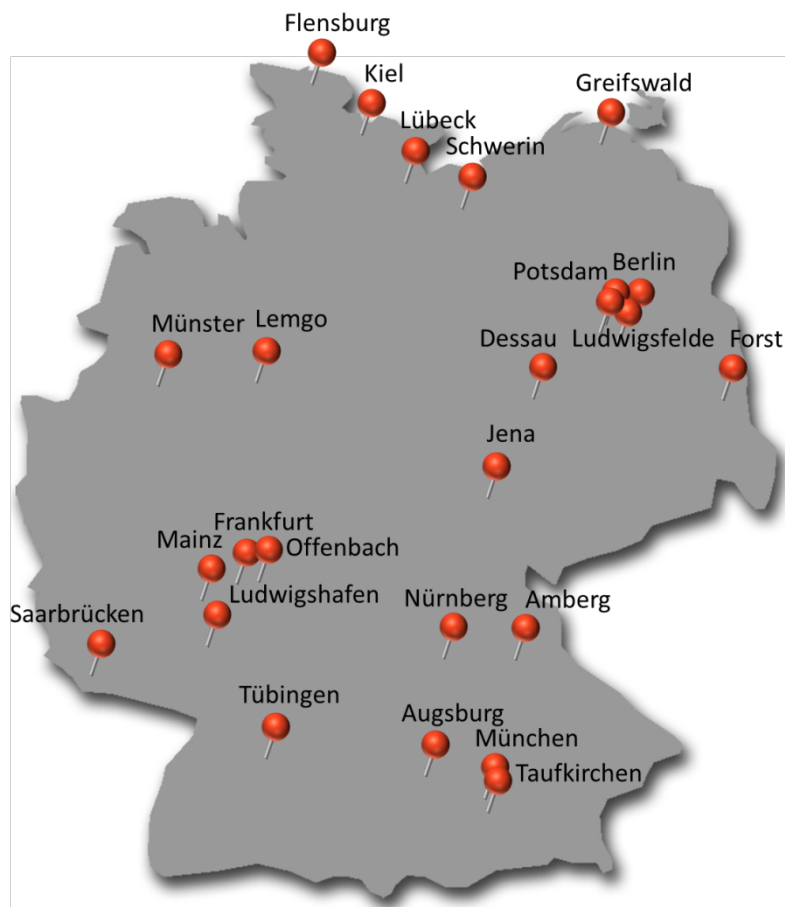 Flensburg
Kiel
Greifswald
Lübeck
Schwerin
Potsdam
Berlin
Münster
Lemgo
Dessau
Ludwigsfelde
Forst
Jena
Frankfurt
Mainz
Offenbach
Ludwigshafen
Nürnberg
Amberg
Saarbrücken
Tübingen
Augsburg
München
Taufkirchen